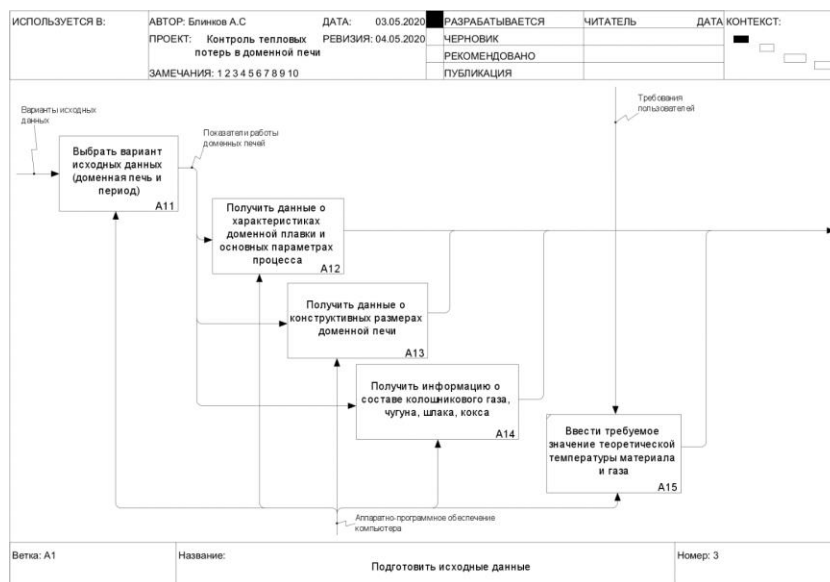 ИСПОЛЬЗУЕТСЯ В:
АВТОР: Блинков А.С
ДАТА: 03.05.2020
РАЗРАБАТЫВАЕТСЯ
ЧИТАТЕЛЬ
ДАТА
КОНТЕКСТ:
ПРОЕКТ: Контроль тепловых
потерь в доменной печи
РЕВИЗИЯ: 04.05.2020
ЧЕРНОВИК
РЕКОМЕНДОВАНО
ЗАМЕЧАНИЯ: 1 2 3 4 5 6 7 8 9 10
ПУБЛИКАЦИЯ
Варианты исходных
данных
Показатели работы
доменных печей
Требования
пользователей
Выбрать вариант
исходных данных
(доменная печь и
период)
A11
Получить данные о
характеристиках
доменной плавки и
основных параметрах
процесса
A12
Получить данные о
конструктивных размерах
доменной печи
A13
Получить информацию о
составе колошникового газа,
чугуна, шлака, кокса
A14
Ввести требуемое
значение теоретической
температуры материала
и газа
A15
Аппаратно-программное обеспечение
компьютера
Ветка: A1
Название:
Подготовить исходные данные
Номер: 3